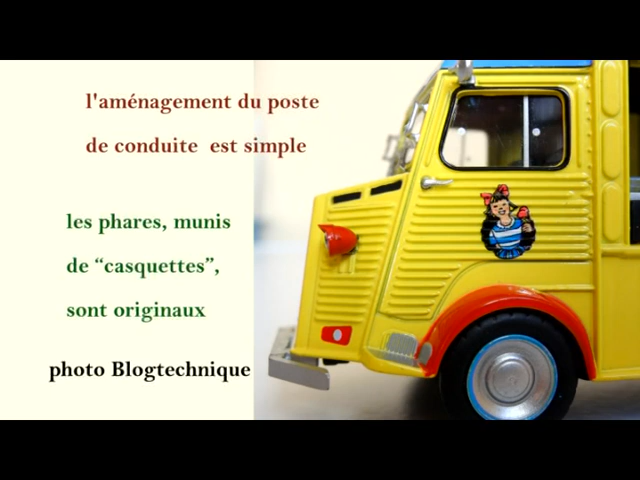 l'aménagement du poste
de conduite est simple
les phares, munis
de “casquettes”,
sont originaux
photo Blogtechnique